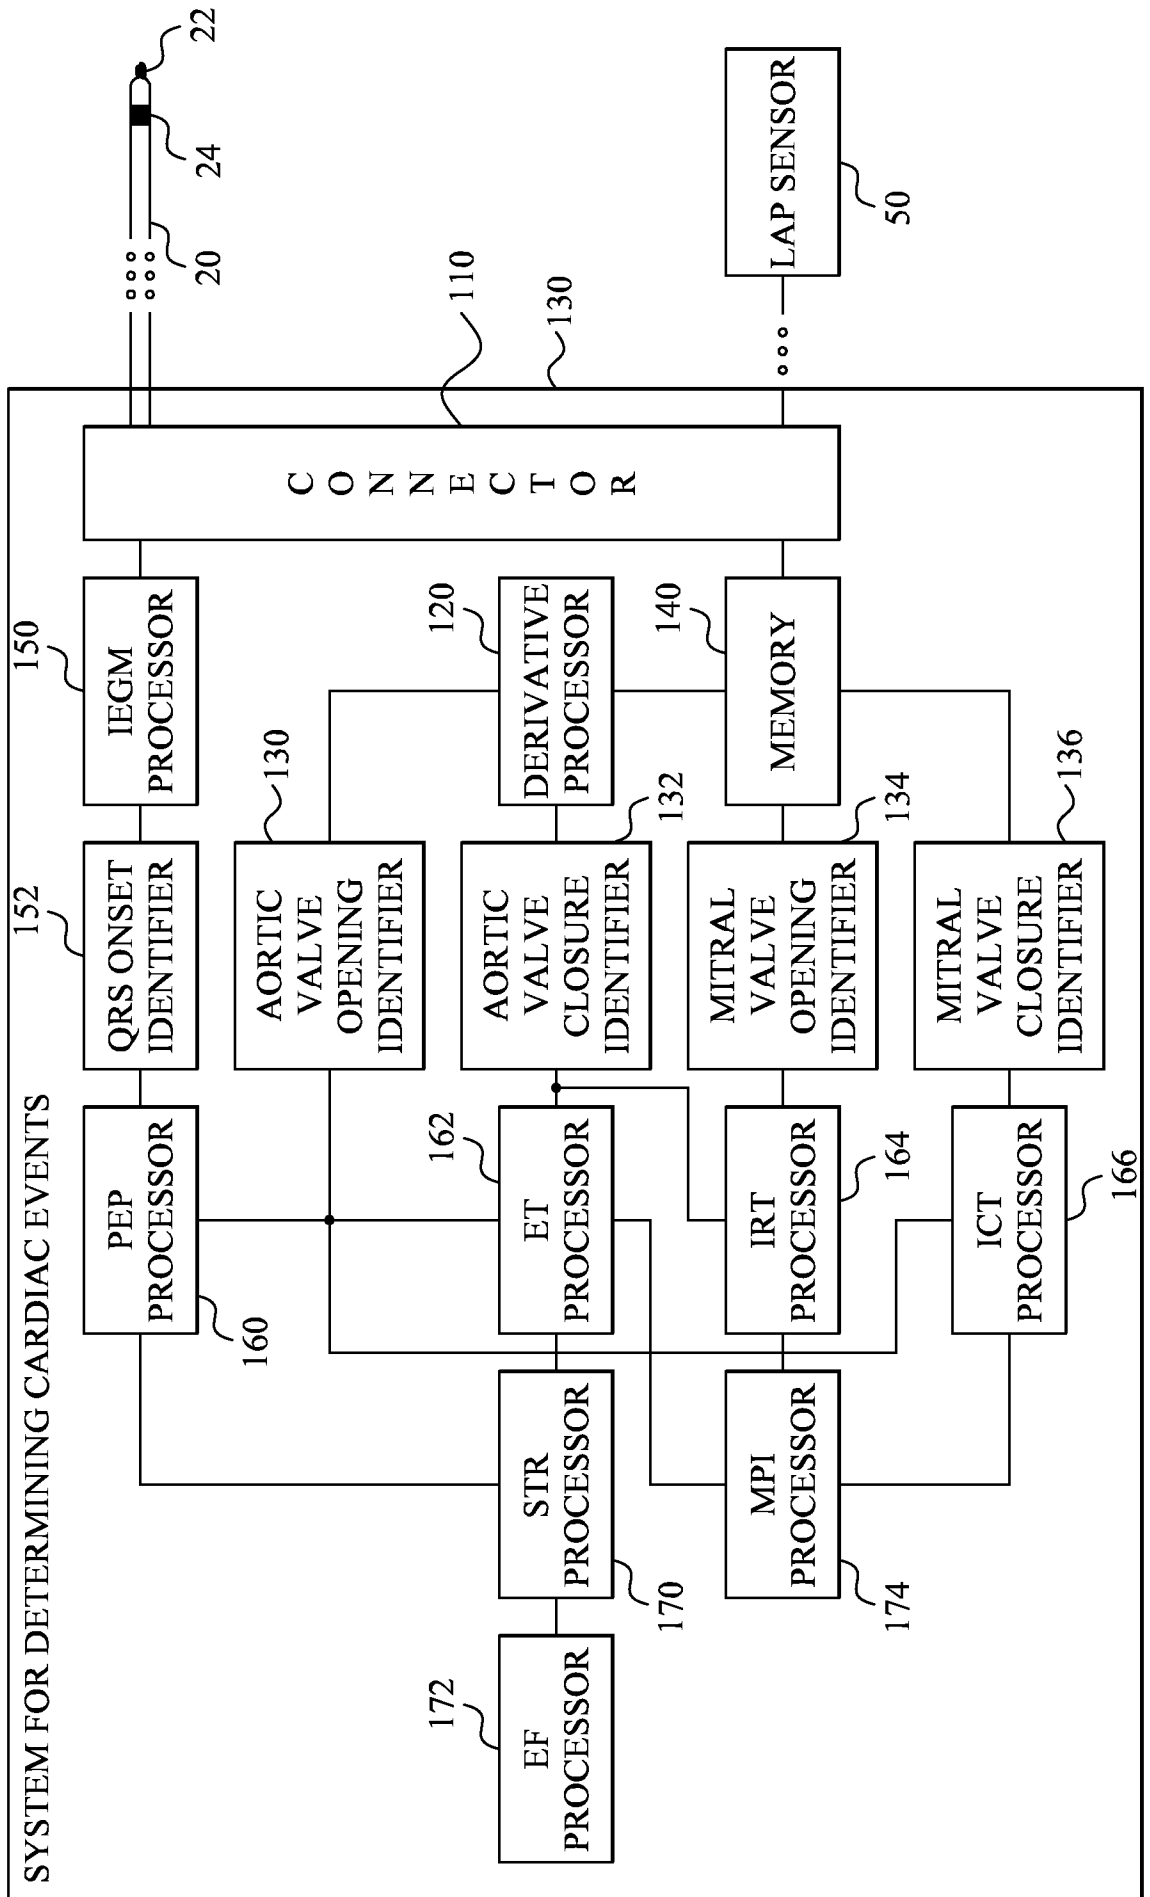 SYSTEM FOR DETERMINING CARDIAC EVENTS
172
EF
PROCESSOR
170
STR
PROCESSOR
174
MPI
PROCESSOR
160
PEP
PROCESSOR
162
ET
PROCESSOR
164
IRT
PROCESSOR
166
ICT
PROCESSOR
152
QRS ONSET
IDENTIFIER
130
AORTIC
VALVE
OPENING
IDENTIFIER
132
AORTIC
VALVE
CLOSURE
IDENTIFIER
134
MITRAL
VALVE
OPENING
IDENTIFIER
136
MITRAL
VALVE
CLOSURE
IDENTIFIER
150
IEGM
PROCESSOR
120
DERIVATIVE
PROCESSOR
140
MEMORY
CONNECTOR
110
130
20
24
22
LAP SENSOR
50